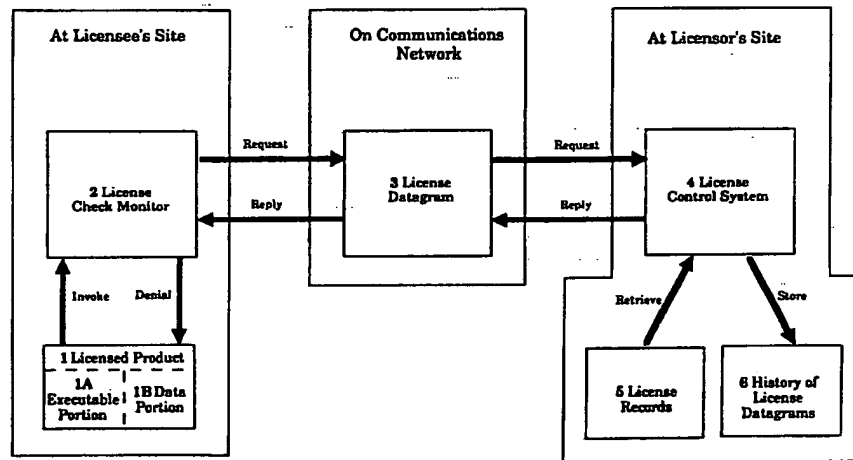 At Licensee's Site
On Communications
Network
At Licensor's Site
Request
Request
2 License
Check Monitor
3 License
Datagram
4 License
Control System
Reply
Reply
Invoke
Denial
Retrieve
Store
1 Licensed Product
1A
Executable
Portion
1B Data
Portion
5 License
Records
6 History of
License
Datagrams